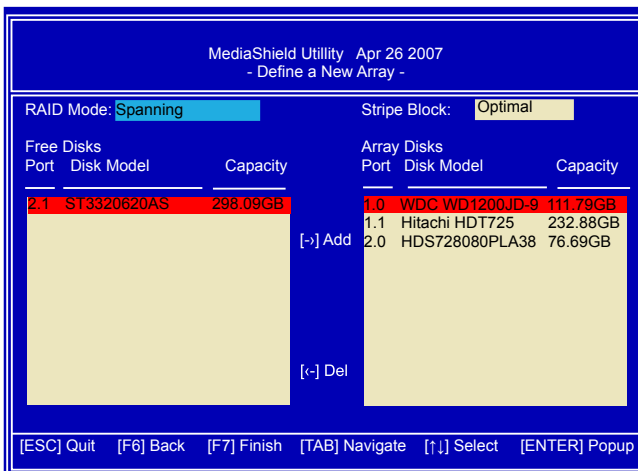 MediaShield Utillity Apr 26 2007
- Define a New Array -
RAID Mode: Spanning
Stripe Block: Optimal
Free Disks
Port Disk Model Capacity
2.1 ST3320620AS 298.09GB
[->] Add
[<-] Del
Array Disks
Port Disk Model Capacity
1.0 WDC WD1200JD-9 111.79GB
1.1 Hitachi HDT725 232.88GB
2.0 HDS728080PLA38 76.69GB
[ESC] Quit [F6] Back [F7] Finish [TAB] Navigate [↑↓] Select [ENTER] Popup